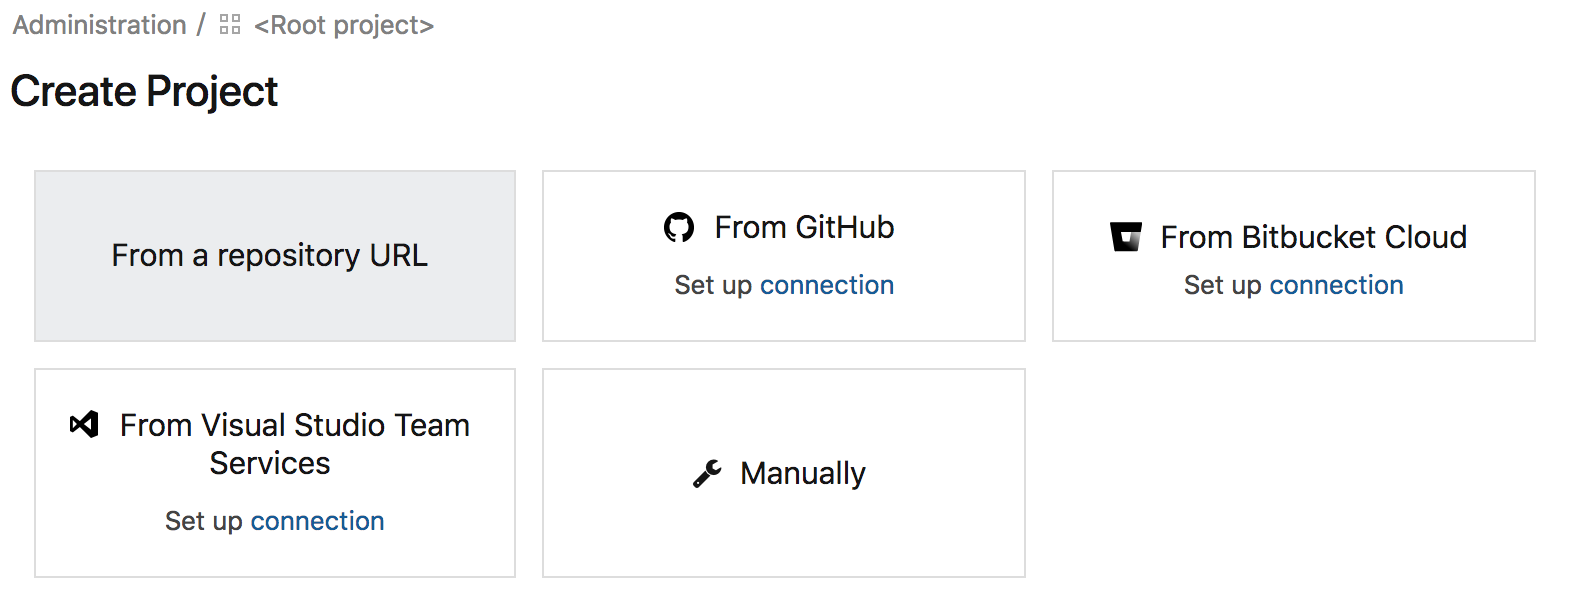 Administration / <Root project>
Create Project
From a repository URL
From GitHub
Set up connection
From Bitbucket Cloud
Set up connection
From Visual Studio Team
Services
Set up connection
Manually